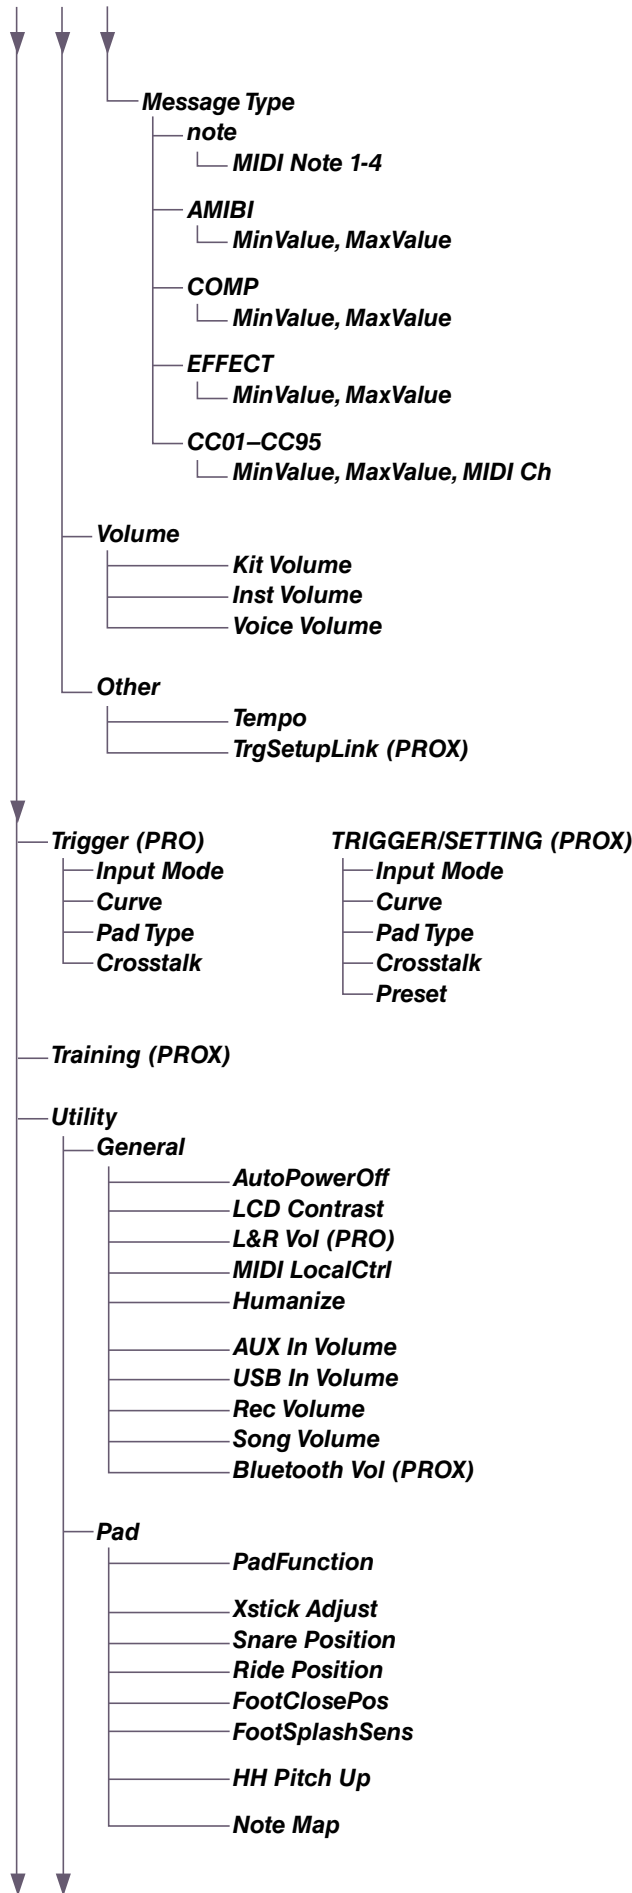 Message Type
note
MIDI Note 1-4
AMIBI
MinValue, MaxValue
COMP
MinValue, MaxValue
EFFECT
MinValue, MaxValue
CC01–CC95
MinValue, MaxValue, MIDI Ch
Volume
Kit Volume
Inst Volume
Voice Volume
Other
Tempo
TrgSetupLink (PROX)
Trigger (PRO)
Input Mode
Curve
Pad Type
Crosstalk
TRIGGER/SETTING (PROX)
Input Mode
Curve
Pad Type
Crosstalk
Preset
Training (PROX)
Utility
General
AutoPowerOff
LCD Contrast
L&R Vol (PRO)
MIDI LocalCtrl
Humanize
AUX In Volume
USB In Volume
Rec Volume
Song Volume
Bluetooth Vol (PROX)
Pad
PadFunction
Xstick Adjust
Snare Position
Ride Position
FootClosePos
FootSplashSens
HH Pitch Up
Note Map